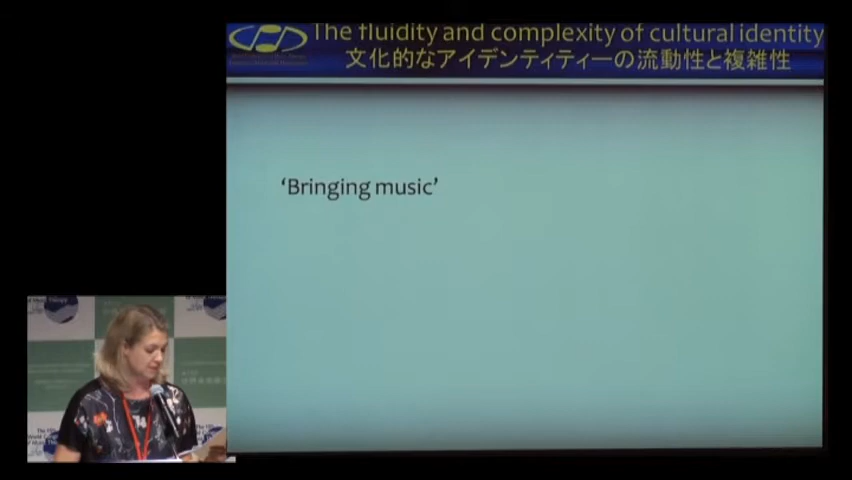 The fluidity and complexity of cultural identity
文化的なアイデンティティーの流動性と複雑性
'Bringing music'